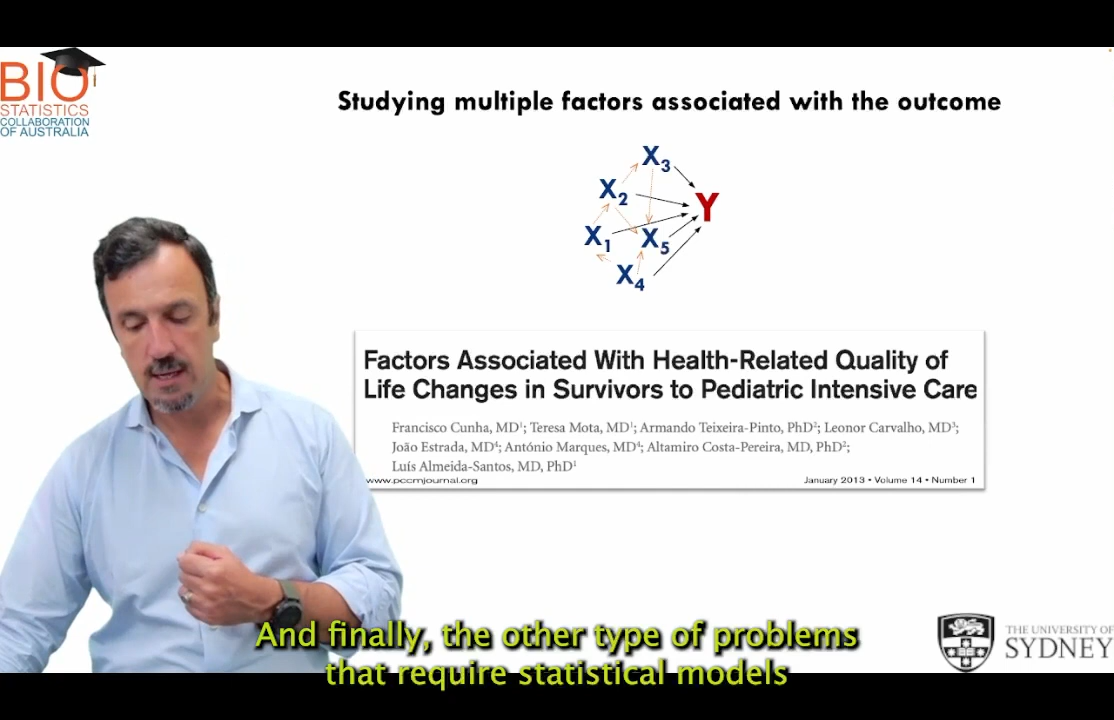 BIO
STATISTICS
COLLABORATION
OF AUSTRALIA
Studying multiple factors associated with the outcome
X3
X2
Y
X1
X5
X4
Factors Associated With Health-Related Quality of
Life Changes in Survivors to Pediatric Intensive Care
Francisco Cunha, MD¹; Teresa Mota, MD¹; Armando Teixeira-Pinto, PhD²; Leonor Carvalho, MD³;
João Estrada, MD⁴; António Marques, MD⁴; Altamiro Costa-Pereira, MD, PhD²;
Luís Almeida-Santos, MD, PhD¹
www.pccmjournal.org January 2013 • Volume 14 • Number 1
And finally, the other type of problems
that require statistical models
THE UNIVERSITY OF
SYDNEY